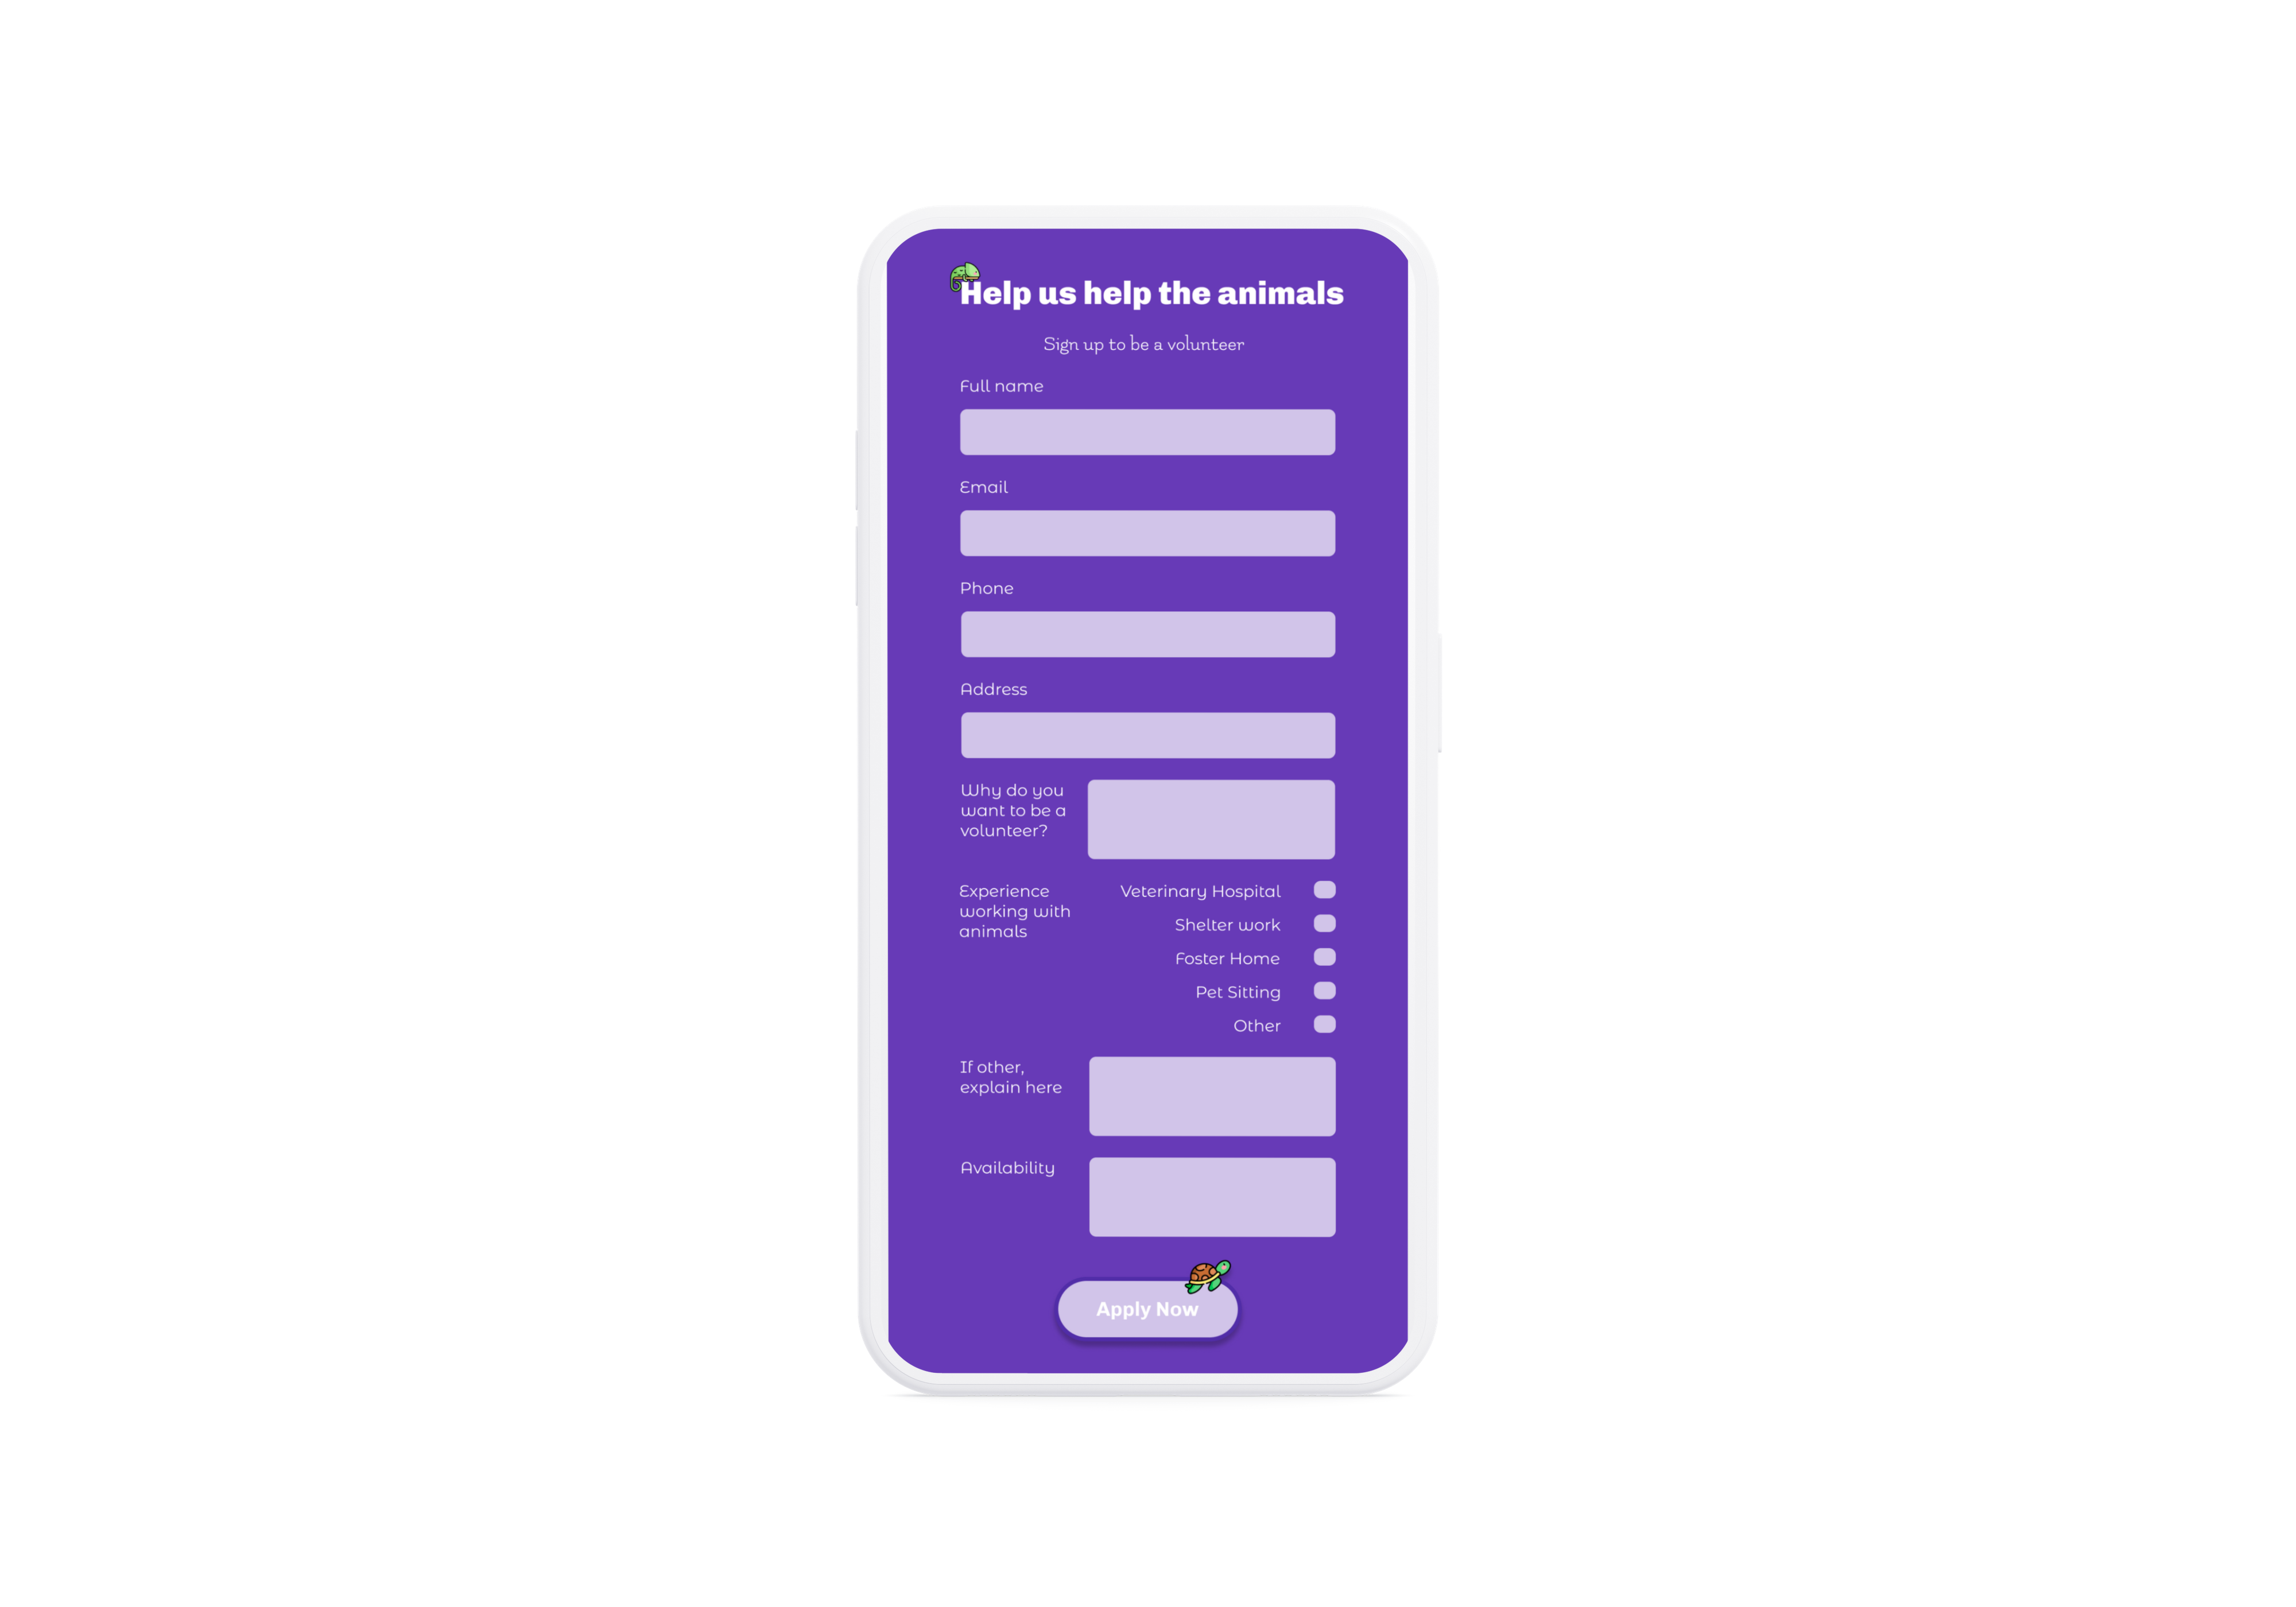 Help us help the animals
Sign up to be a volunteer
Full name
Email
Phone
Address
Why do you
want to be a
volunteer?
Experience
working with
animals
Veterinary Hospital
Shelter work
Foster Home
Pet Sitting
Other
If other,
explain here
Availability
Apply Now